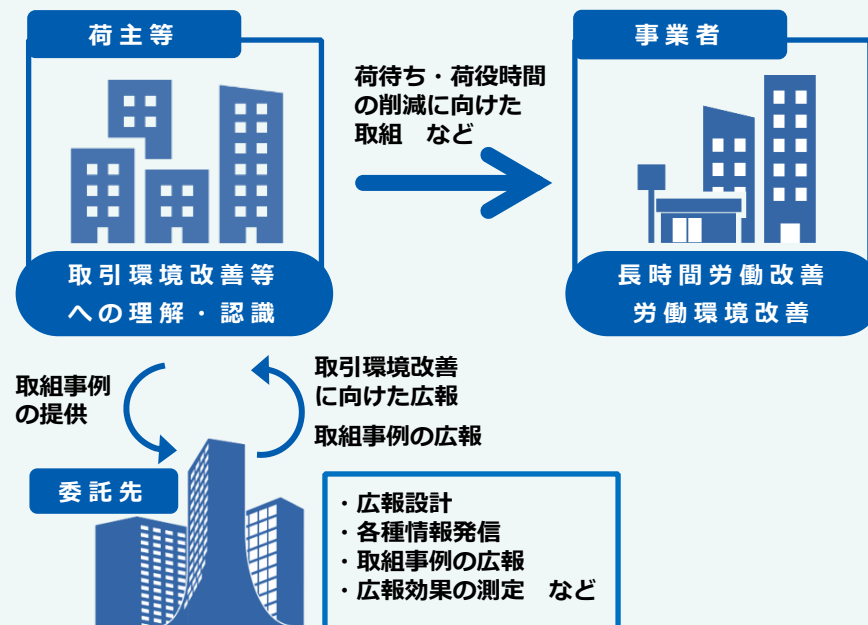 荷主等
事業者
荷待ち・荷役時間
の削減に向けた
取組　など
取引環境改善等
への理解・認識
長時間労働改善
労働環境改善
取組事例
の提供
取引環境改善
に向けた広報
取組事例の広報
委託先
・広報設計
・各種情報発信
・取組事例の広報
・広報効果の測定　など